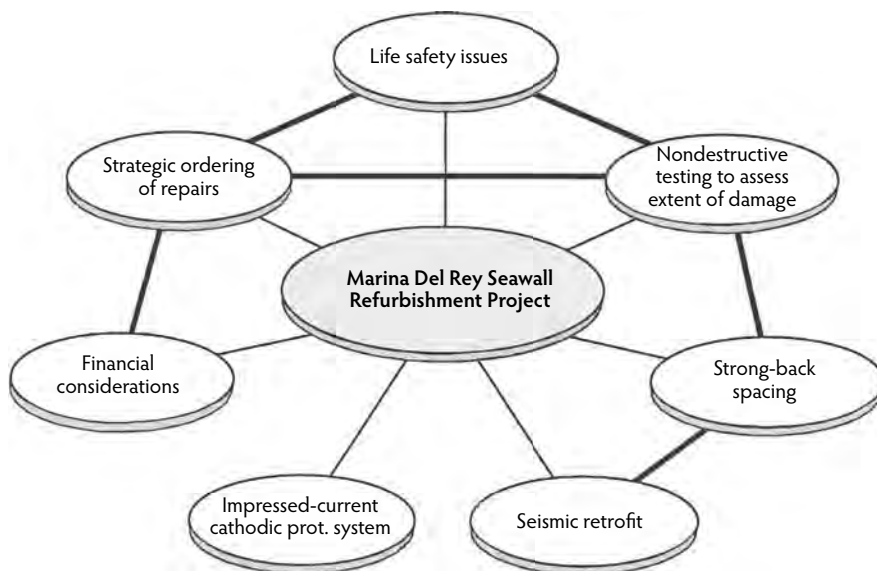 Life safety issues
Strategic ordering
of repairs
Nondestructive
testing to assess
extent of damage
Marina Del Rey Seawall
Refurbishment Project
Financial
considerations
Strong-back
spacing
Impressed-current
cathodic prot. system
Seismic retrofit